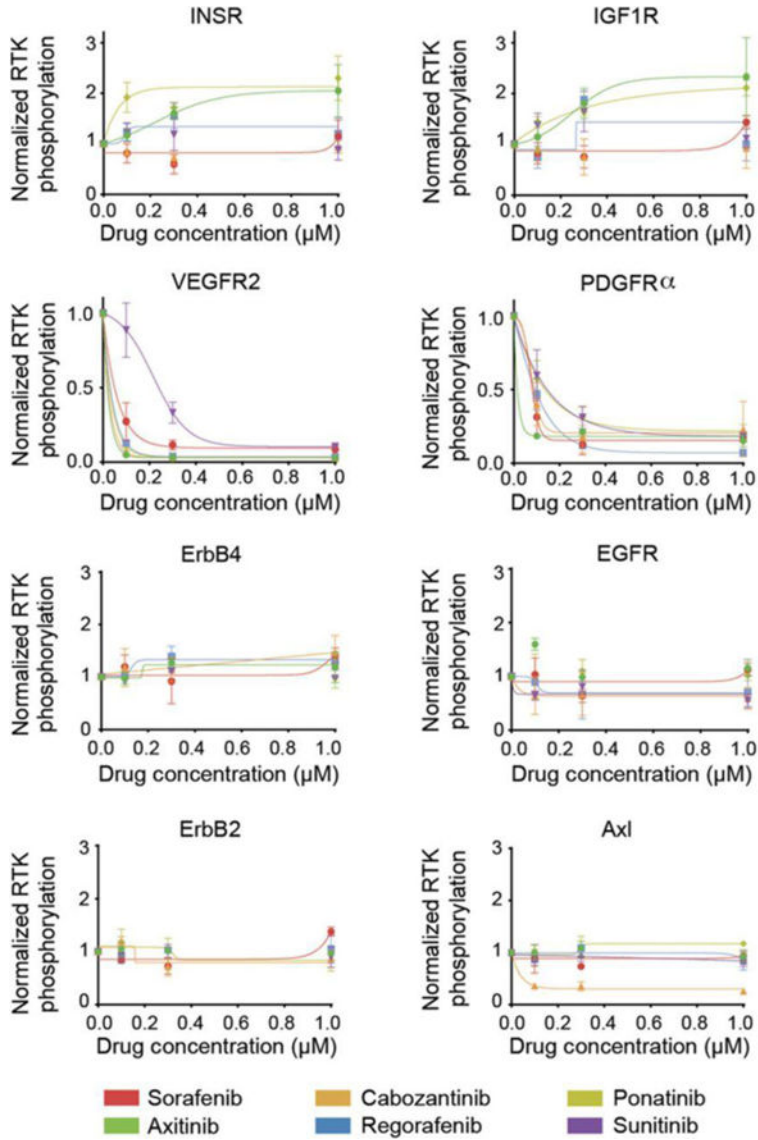 INSR
Normalized RTK
phosphorylation
3
2
1
0
0.0 0.2 0.4 0.6 0.8 1.0
Drug concentration (µM)
IGF1R
Normalized RTK
phosphorylation
3
2
1
0
0.0 0.2 0.4 0.6 0.8 1.0
Drug concentration (µM)
VEGFR2
Normalized RTK
phosphorylation
1.0
0.5
0.0
0.0 0.2 0.4 0.6 0.8 1.0
Drug concentration (µM)
PDGFRα
Normalized RTK
phosphorylation
1.0
0.5
0.0
0.0 0.2 0.4 0.6 0.8 1.0
Drug concentration (µM)
ErbB4
Normalized RTK
phosphorylation
3
2
1
0
0.0 0.2 0.4 0.6 0.8 1.0
Drug concentration (µM)
EGFR
Normalized RTK
phosphorylation
3
2
1
0
0.0 0.2 0.4 0.6 0.8 1.0
Drug concentration (µM)
ErbB2
Normalized RTK
phosphorylation
3
2
1
0
0.0 0.2 0.4 0.6 0.8 1.0
Drug concentration (µM)
Axl
Normalized RTK
phosphorylation
3
2
1
0
0.0 0.2 0.4 0.6 0.8 1.0
Drug concentration (µM)
Sorafenib Cabozantinib Ponatinib
Axitinib Regorafenib Sunitinib